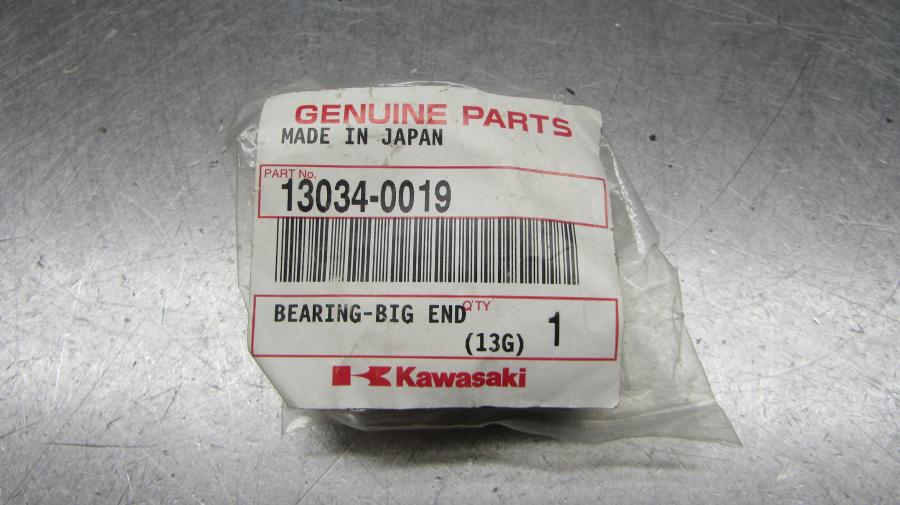 GENUINE PARTS
MADE IN JAPAN
PART No.
13034-0019
BEARING-BIG END
Q'TY
(13G) 1
Kawasaki